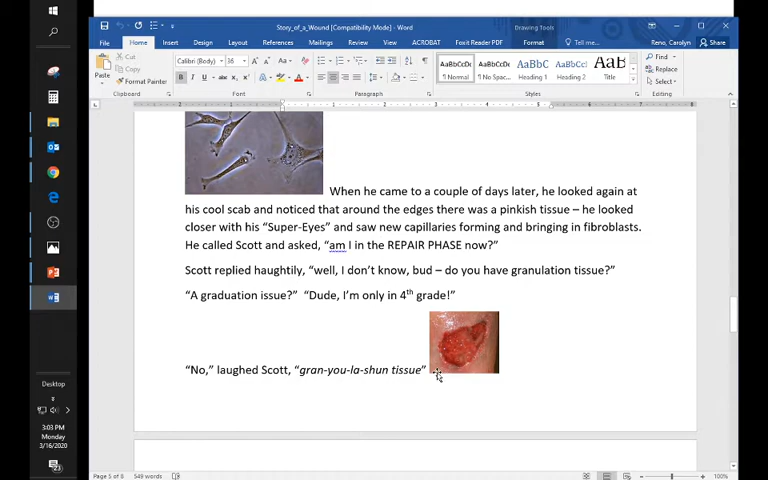 Story_of_a_Wound [Compatibility Mode] - Word
Drawing Tools
Reno, Carolyn
Share
File Home Insert Design Layout References Mailings Review View ACROBAT Foxit Reader PDF Format Tell me...
Paste
Cut
Copy
Format Painter
Clipboard
Calibri (Body) 36
Font
Paragraph
¶ Normal
¶ No Spac...
Heading 1
Heading 2
Title
Styles
Find
Replace
Select
Editing
When he came to a couple of days later, he looked again at
his cool scab and noticed that around the edges there was a pinkish tissue – he looked
closer with his “Super-Eyes” and saw new capillaries forming and bringing in fibroblasts.
He called Scott and asked, “am I in the REPAIR PHASE now?”
Scott replied haughtily, “well, I don’t know, bud – do you have granulation tissue?”
“A graduation issue?” “Dude, I’m only in 4th grade!”
“No,” laughed Scott, “gran-you-la-shun tissue”
Desktop
3:03 PM
Monday
3/16/2020
Page 5 of 8 549 words
100%